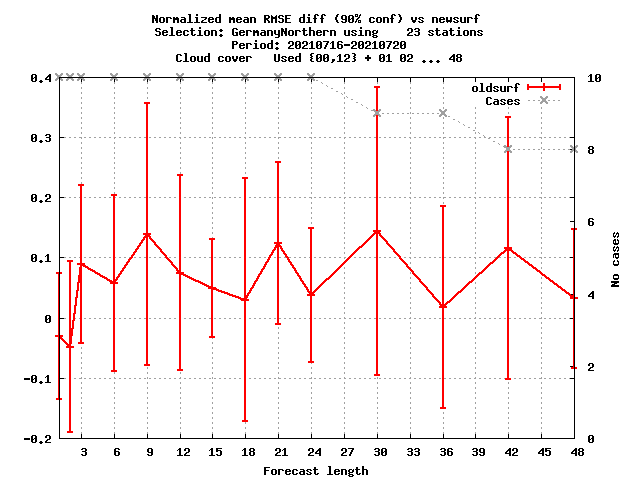 Normalized mean RMSE diff (90% conf) vs newsurf
Selection: GermanyNorthern using    23 stations
Period: 20210716-20210720
Cloud cover   Used {00,12} + 01 02 ... 48
oldsurf
Cases
0.4
0.3
0.2
0.1
0
-0.1
-0.2
10
8
6
4
2
0
No cases
3 6 9 12 15 18 21 24 27 30 33 36 39 42 45 48
Forecast length